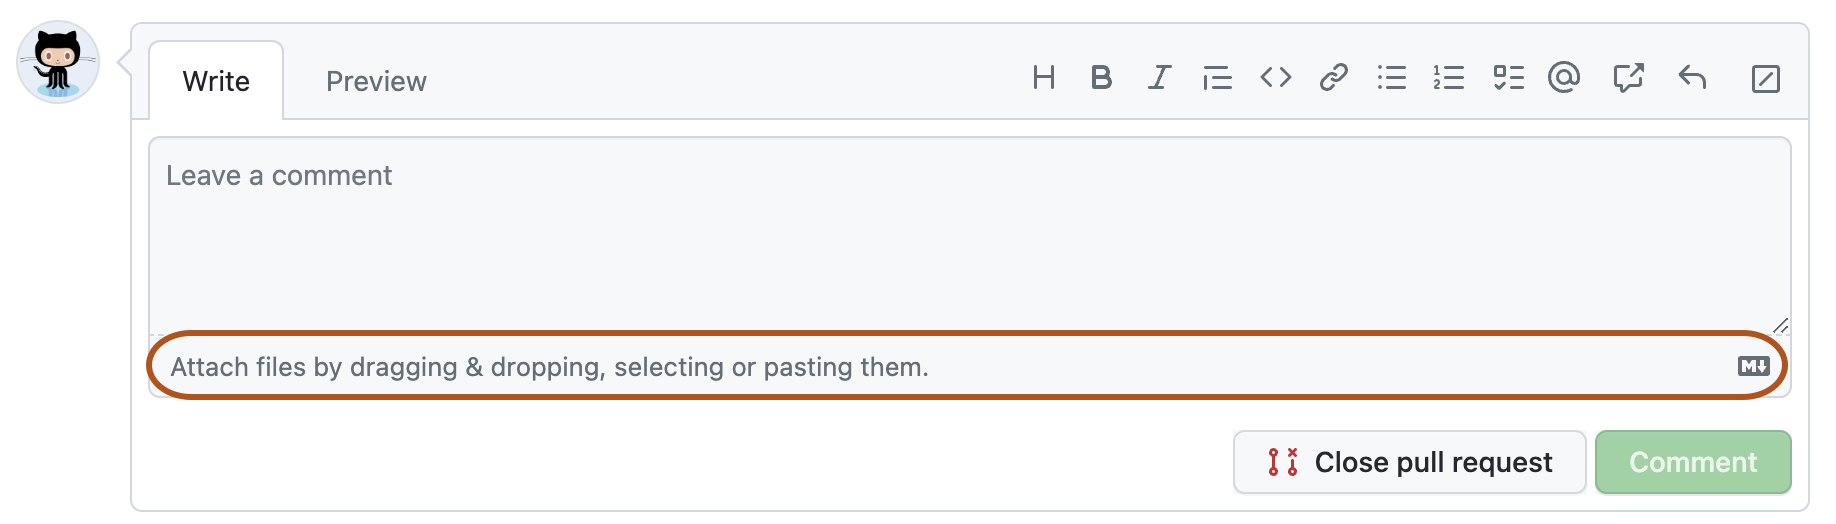 Write
Preview
Leave a comment
Attach files by dragging & dropping, selecting or pasting them.
M
Close pull request
Comment